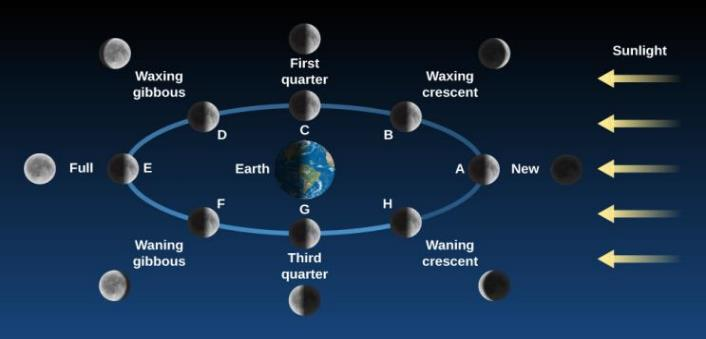 First
quarter
Sunlight
Waxing
gibbous
Waxing
crescent
D
C
B
Full
E
Earth
A
New
F
G
H
Waning
gibbous
Third
quarter
Waning
crescent